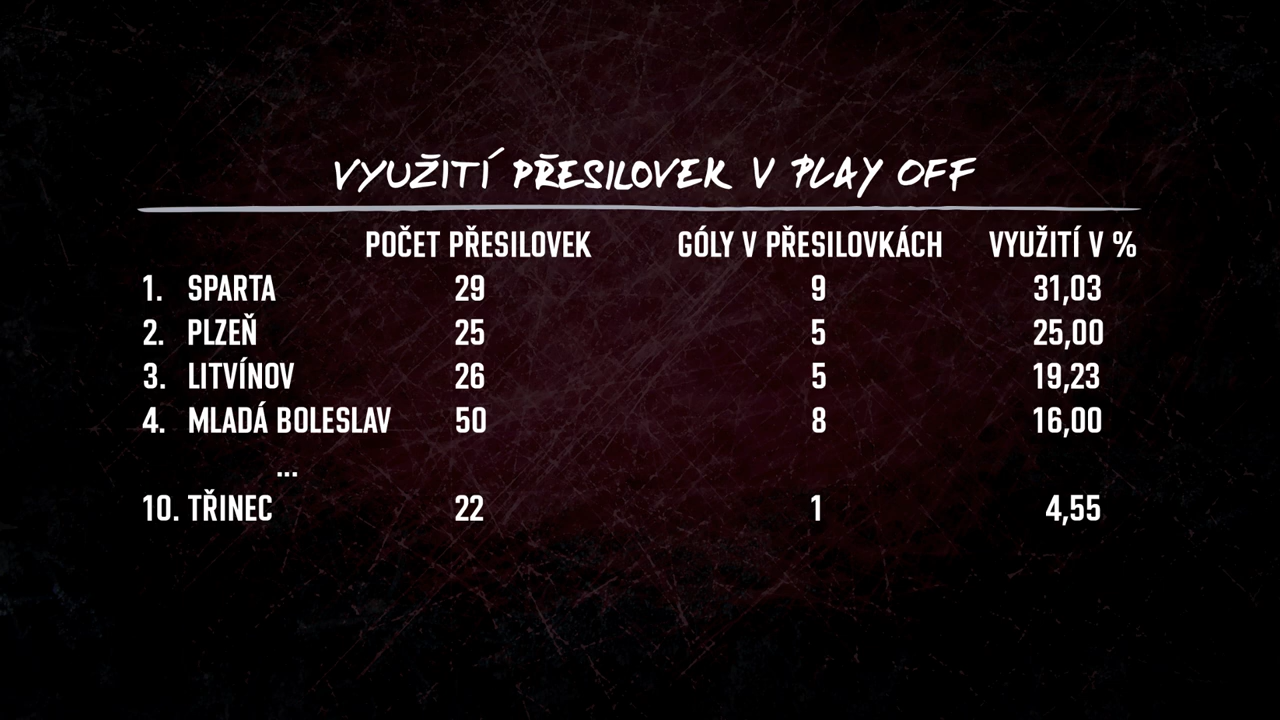 VYUŽITÍ PŘESILOVEK V PLAY OFF
POČET PŘESILOVEK GÓLY V PŘESILOVKÁCH VYUŽITÍ V %
1. SPARTA 29 9 31,03
2. PLZEŇ 25 5 25,00
3. LITVÍNOV 26 5 19,23
4. MLADÁ BOLESLAV 50 8 16,00
...
10. TŘINEC 22 1 4,55